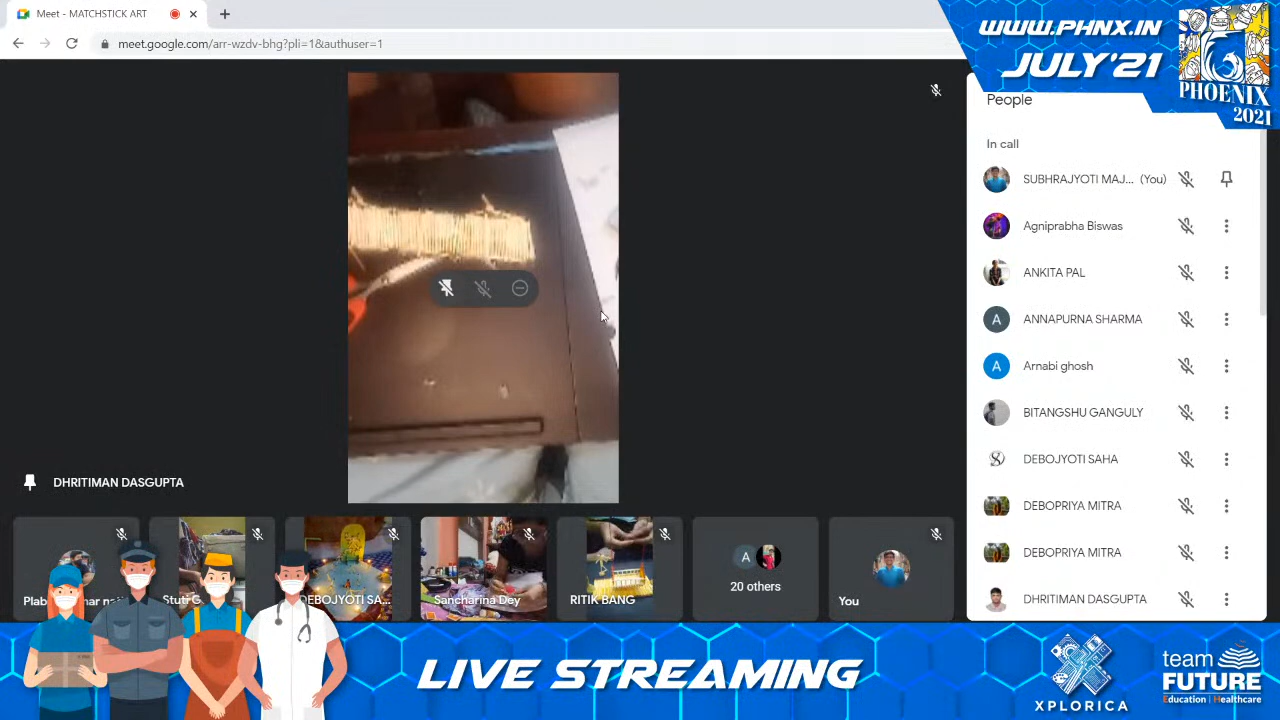 Meet - MATCHSTICK ART
meet.google.com/arr-wzdv-bhg?pli=1&authuser=1
WWW.PHNX.IN
JULY'21
PHOENIX
2021
People
In call
SUBHRAJYOTI MAJ... (You)
Agniprabha Biswas
ANKITA PAL
ANNAPURNA SHARMA
A
Arnabi ghosh
A
BITANGSHU GANGULY
DEBOJYOTI SAHA
DEBOPRIYA MITRA
DEBOPRIYA MITRA
DHRITIMAN DASGUPTA
DHRITIMAN DASGUPTA
DEBOJYOTI SA...
Sancharina Dey
RITIK BANG
A
20 others
You
LIVE STREAMING
XPLORICA
team
FUTURE
Education | Healthcare